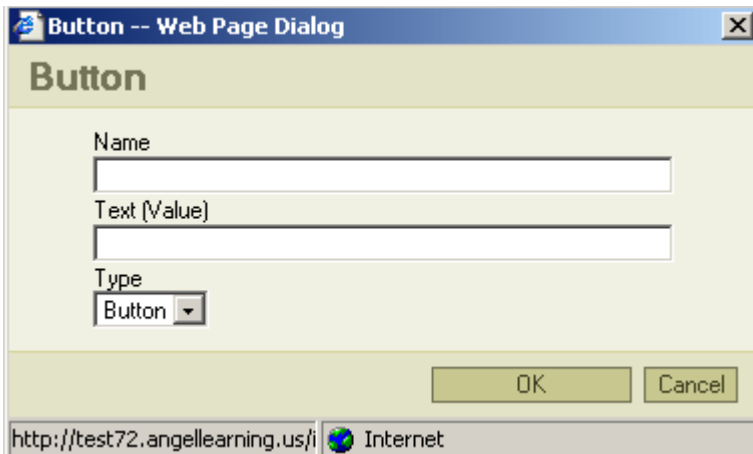 Button -- Web Page Dialog
Button
Name
Text (Value)
Type
Button
OK Cancel
http://test72.angellearning.us/i Internet